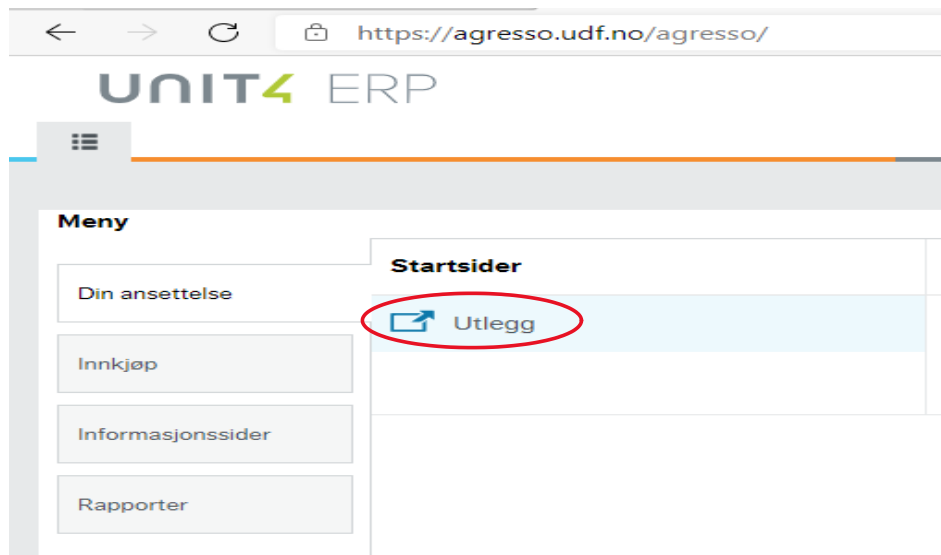 https://agresso.udf.no/agresso/
UNIT4 ERP
Meny
Startsider
Din ansettelse
Utlegg
Innkjøp
Informasjonssider
Rapporter